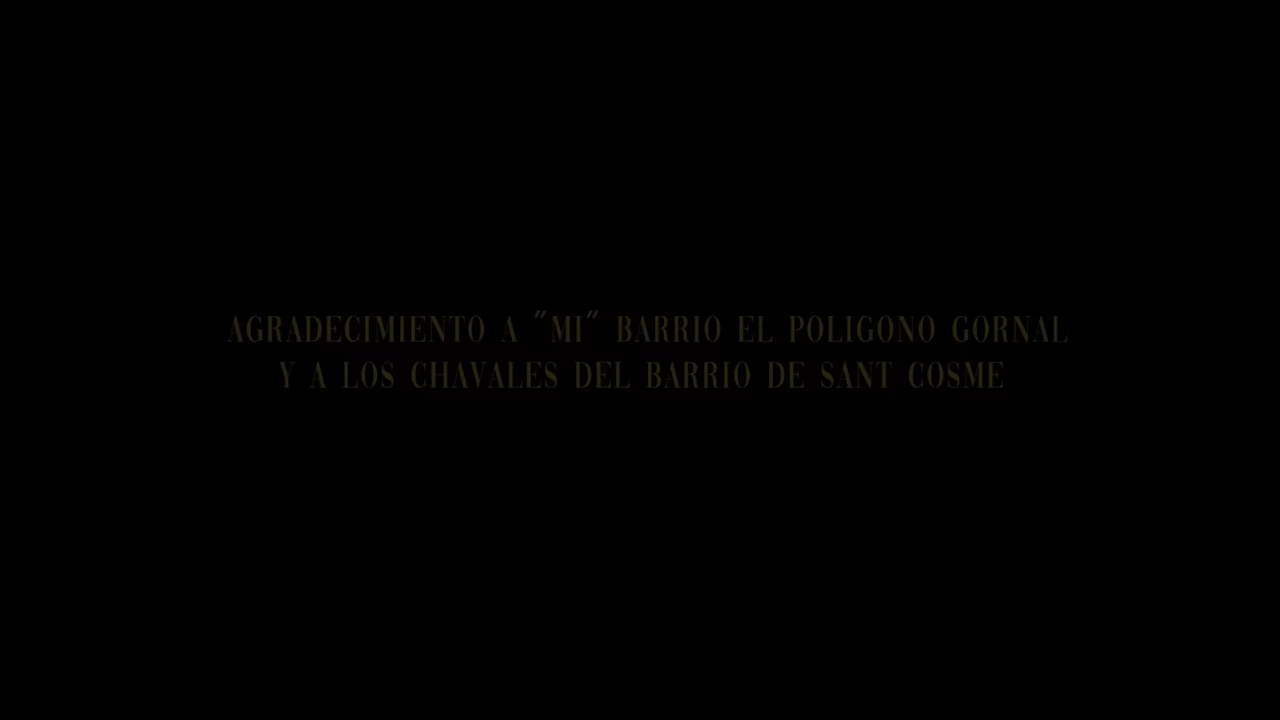 AGRADECIMIENTO A "MI" BARRIO EL POLIGONO GORNAL
Y A LOS CHAVALES DEL BARRIO DE SANT COSME